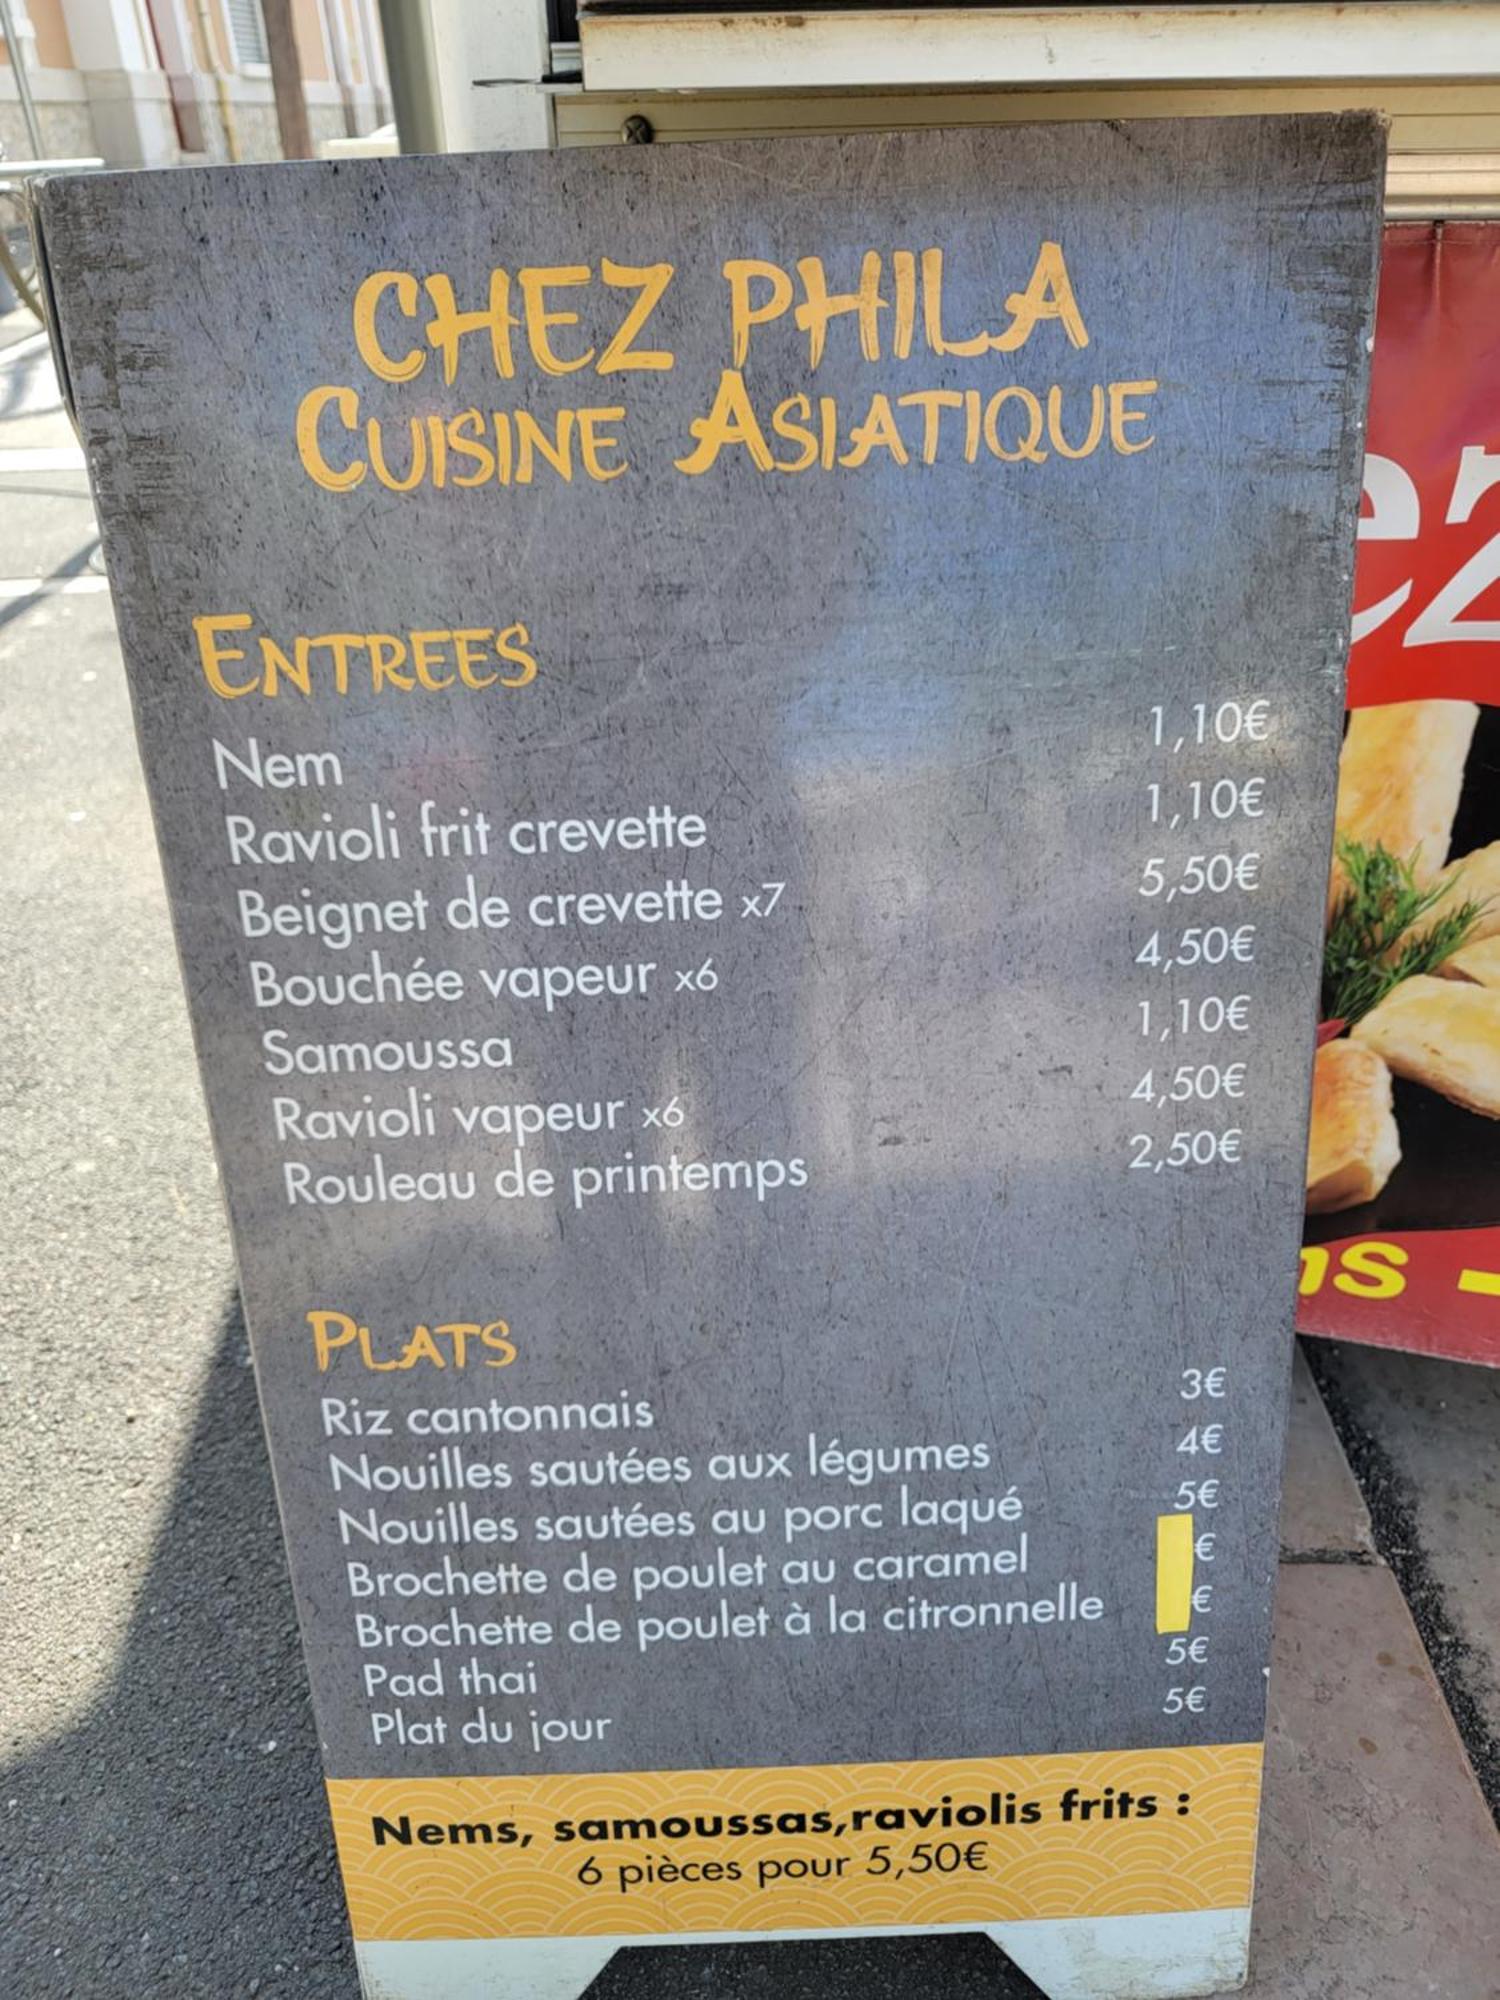 CHEZ PHILA
CUISINE ASIATIQUE
ENTREES
Nem 1,10€
Ravioli frit crevette 1,10€
Beignet de crevette x7 5,50€
Bouchée vapeur x6 4,50€
Samoussa 1,10€
Ravioli vapeur x6 4,50€
Rouleau de printemps 2,50€
PLATS
Riz cantonnais 3€
Nouilles sautées aux légumes 4€
Nouilles sautées au porc laqué 5€
Brochette de poulet au caramel €
Brochette de poulet à la citronnelle €
Pad thai 5€
Plat du jour 5€
Nems, samoussas,raviolis frits :
6 pièces pour 5,50€